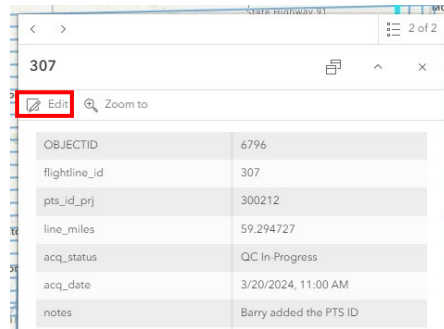 State Highway 91
2 of 2
307
Edit Zoom to
OBJECTID 6796
flightline_id 307
pts_id_prj 300212
line_miles 59.294727
acq_status QC In-Progress
acq_date 3/20/2024, 11:00 AM
notes Barry added the PTS ID